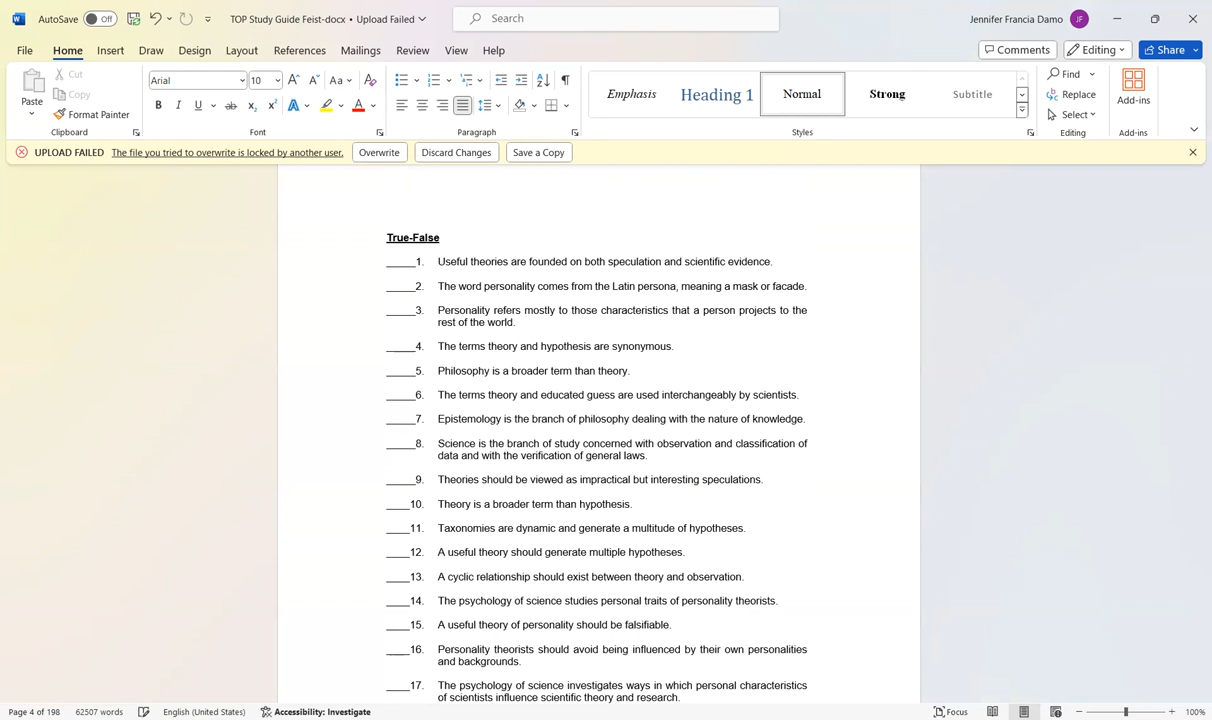 AutoSave Off TOP Study Guide Feist-docx • Upload Failed Search Jennifer Francia Damo JF
File Home Insert Draw Design Layout References Mailings Review View Help Comments Editing Share
Paste Cut Copy Format Painter
Arial 10
Emphasis Heading 1 Normal Strong Subtitle
Find Replace Select
Add-ins
Clipboard Font Paragraph Styles Editing Add-ins
UPLOAD FAILED The file you tried to overwrite is locked by another user. Overwrite Discard Changes Save a Copy
True-False
_____1. Useful theories are founded on both speculation and scientific evidence.
_____2. The word personality comes from the Latin persona, meaning a mask or facade.
_____3. Personality refers mostly to those characteristics that a person projects to the
rest of the world.
_____4. The terms theory and hypothesis are synonymous.
_____5. Philosophy is a broader term than theory.
_____6. The terms theory and educated guess are used interchangeably by scientists.
_____7. Epistemology is the branch of philosophy dealing with the nature of knowledge.
_____8. Science is the branch of study concerned with observation and classification of
data and with the verification of general laws.
_____9. Theories should be viewed as impractical but interesting speculations.
____10. Theory is a broader term than hypothesis.
____11. Taxonomies are dynamic and generate a multitude of hypotheses.
____12. A useful theory should generate multiple hypotheses.
____13. A cyclic relationship should exist between theory and observation.
____14. The psychology of science studies personal traits of personality theorists.
____15. A useful theory of personality should be falsifiable.
____16. Personality theorists should avoid being influenced by their own personalities
and backgrounds.
____17. The psychology of science investigates ways in which personal characteristics
of scientists influence scientific theory and research.
Page 4 of 198 62507 words English (United States) Accessibility: Investigate Focus 100%